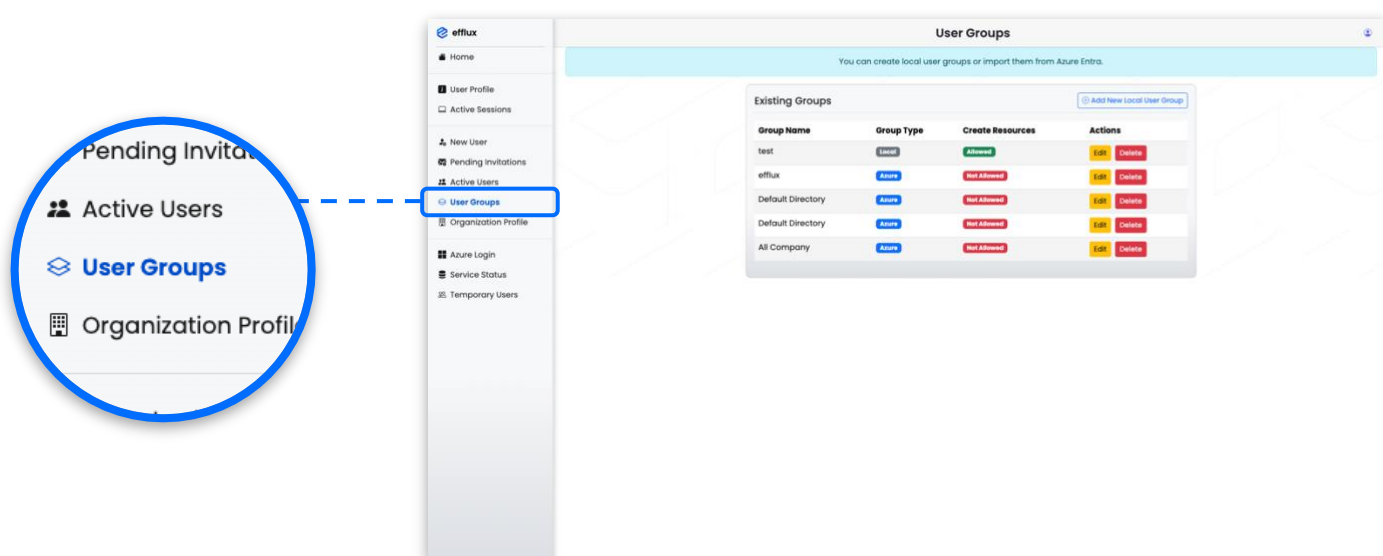 Pending Invita
Active Users
User Groups
Organization Profile
efflux
Home
User Profile
Active Sessions
New User
Pending Invitations
Active Users
User Groups
Organization Profile
Azure Login
Service Status
Temporary Users
User Groups
You can create local user groups or import them from Azure Entra.
Existing Groups
Add New Local User Group
Group Name Group Type Create Resources Actions
test Local Allowed Edit Delete
efflux Azure Not Allowed Edit Delete
Default Directory Azure Not Allowed Edit Delete
Default Directory Azure Not Allowed Edit Delete
All Company Azure Not Allowed Edit Delete